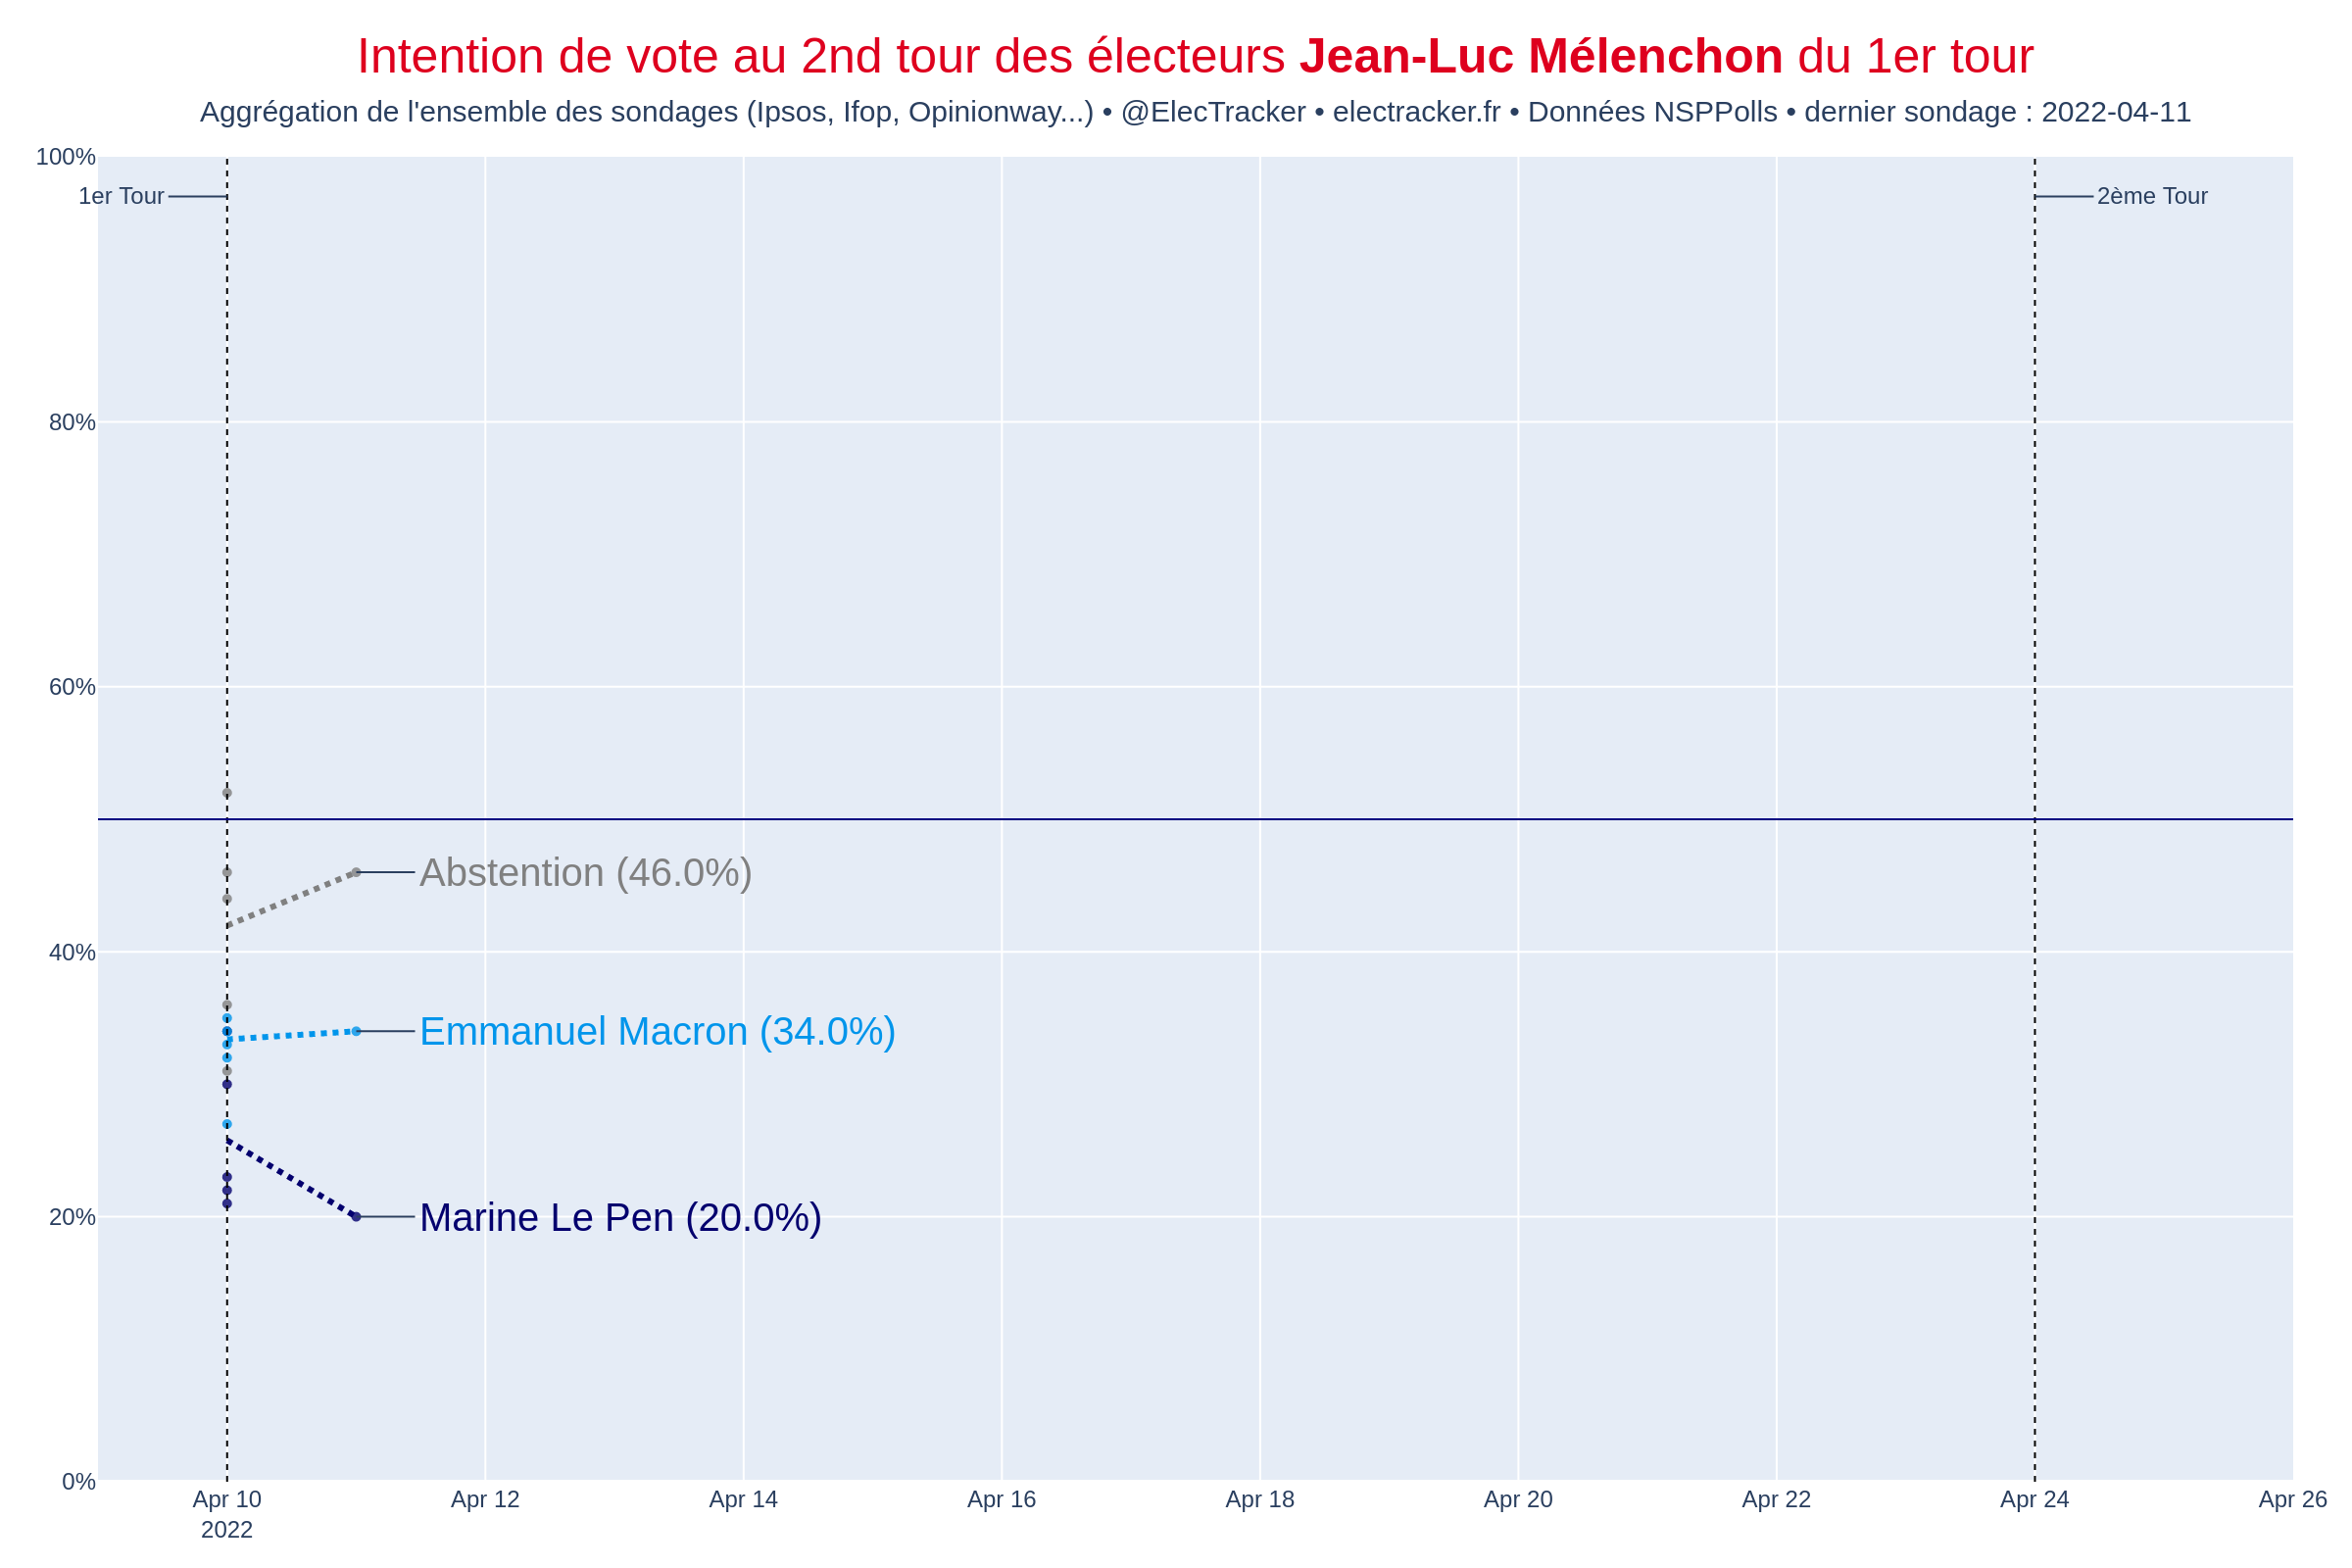 Intention de vote au 2nd tour des électeurs Jean-Luc Mélenchon du 1er tour
Aggrégation de l'ensemble des sondages (Ipsos, Ifop, Opinionway...) • @ElecTracker • electracker.fr • Données NSPPolls • dernier sondage : 2022-04-11
100%
1er Tour
2ème Tour
80%
60%
Abstention (46.0%)
40%
Emmanuel Macron (34.0%)
20%
Marine Le Pen (20.0%)
0%
Apr 10 Apr 12 Apr 14 Apr 16 Apr 18 Apr 20 Apr 22 Apr 24 Apr 26
2022